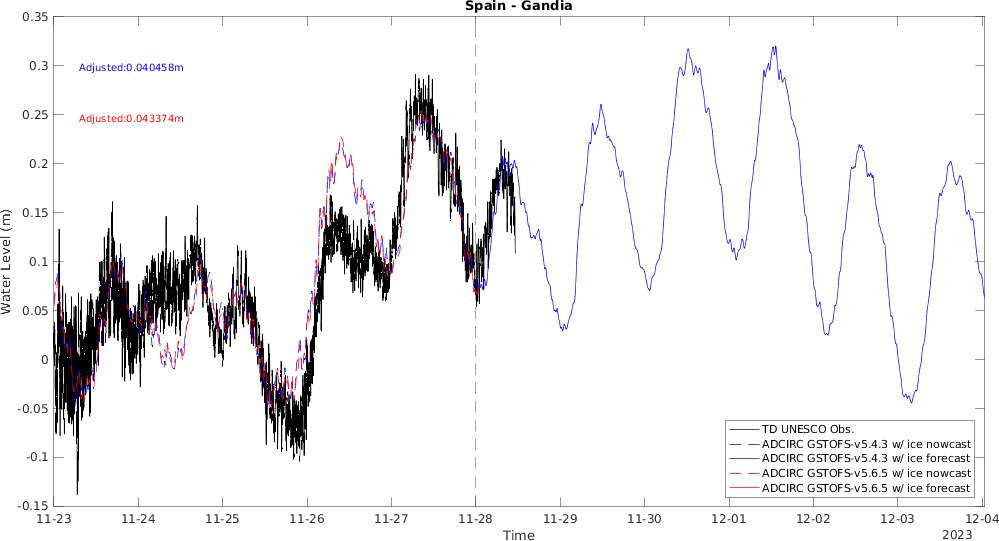 Spain - Gandia
0.35
0.3
0.25
0.2
0.15
0.1
0.05
0
-0.05
-0.1
-0.15
Water Level (m)
Adjusted:0.040458m
Adjusted:0.043374m
TD UNESCO Obs.
ADCIRC GSTOFS-v5.4.3 w/ ice nowcast
ADCIRC GSTOFS-v5.4.3 w/ ice forecast
ADCIRC GSTOFS-v5.6.5 w/ ice nowcast
ADCIRC GSTOFS-v5.6.5 w/ ice forecast
11-23 11-24 11-25 11-26 11-27 11-28 11-29 11-30 12-01 12-02 12-03 12-04
Time
2023